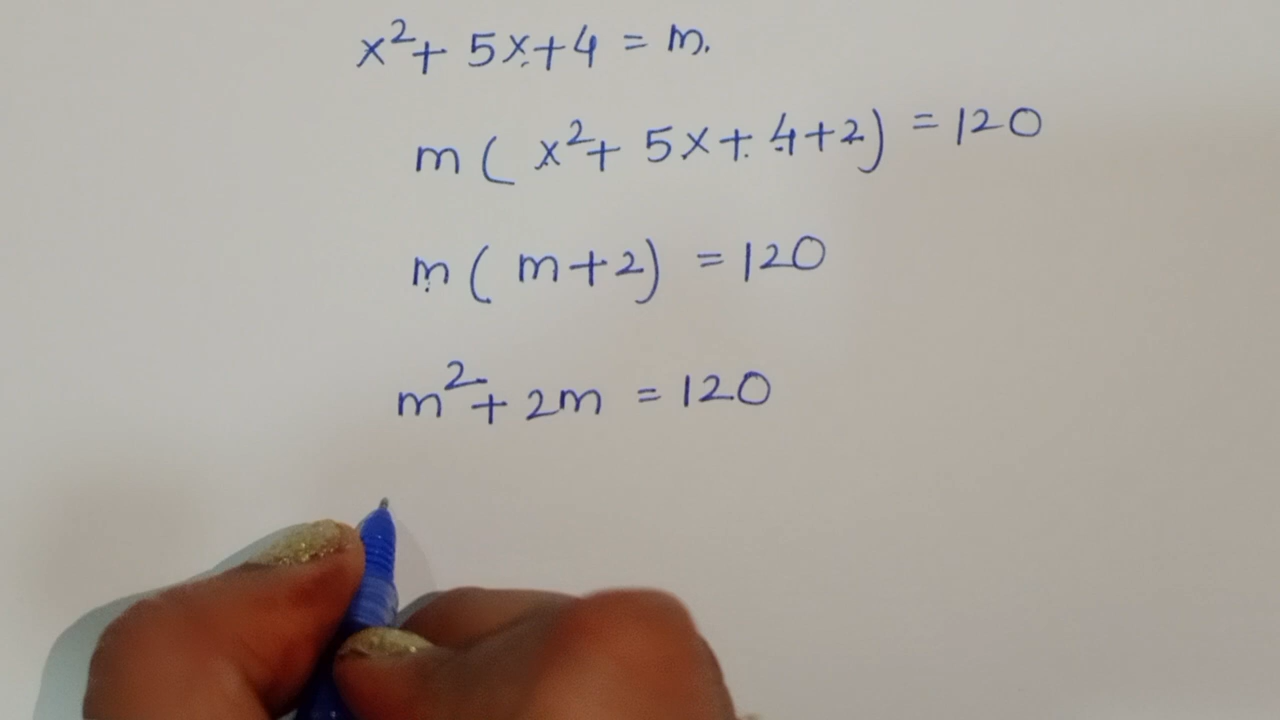 x² + 5x + 4 = m.
m ( x² + 5x + 4 + 2 ) = 120
m ( m + 2 ) = 120
m² + 2m = 120